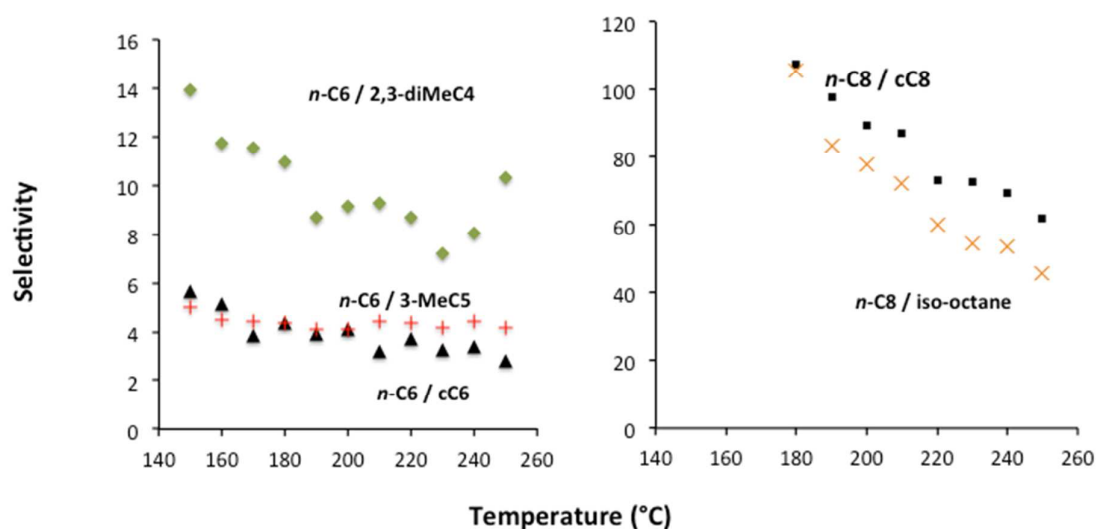 Selectivity
16
14
12
10
8
6
4
2
0
n-C6 / 2,3-diMeC4
n-C6 / 3-MeC5
n-C6 / cC6
140 160 180 200 220 240 260
120
100
80
60
40
20
0
n-C8 / cC8
n-C8 / iso-octane
140 160 180 200 220 240 260
Temperature (°C)